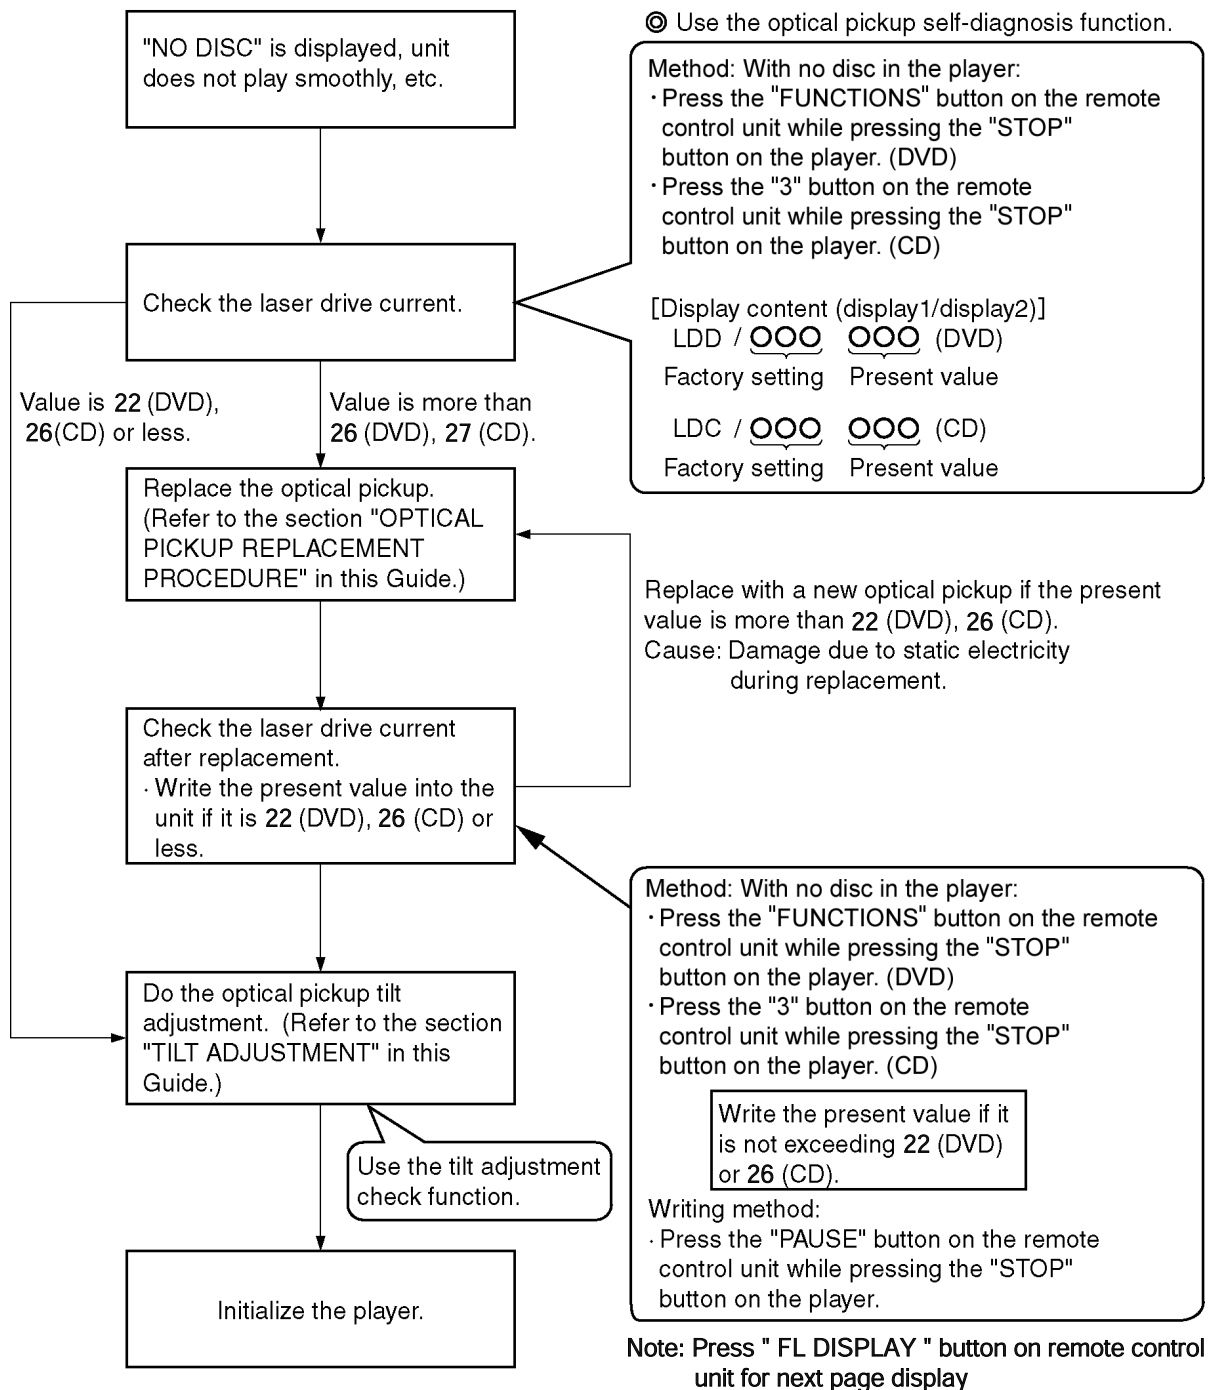 "NO DISC" is displayed, unit
does not play smoothly, etc.
◎ Use the optical pickup self-diagnosis function.
Method: With no disc in the player:
· Press the "FUNCTIONS" button on the remote
control unit while pressing the "STOP"
button on the player. (DVD)
· Press the "3" button on the remote
control unit while pressing the "STOP"
button on the player. (CD)
[Display content (display1/display2)]
LDD / OOO OOO (DVD)
Factory setting Present value
LDC / OOO OOO (CD)
Factory setting Present value
Check the laser drive current.
Value is 22 (DVD),
26(CD) or less.
Value is more than
26 (DVD), 27 (CD).
Replace the optical pickup.
(Refer to the section "OPTICAL
PICKUP REPLACEMENT
PROCEDURE" in this Guide.)
Replace with a new optical pickup if the present
value is more than 22 (DVD), 26 (CD).
Cause: Damage due to static electricity
during replacement.
Check the laser drive current
after replacement.
· Write the present value into the
unit if it is 22 (DVD), 26 (CD) or
less.
Method: With no disc in the player:
· Press the "FUNCTIONS" button on the remote
control unit while pressing the "STOP"
button on the player. (DVD)
· Press the "3" button on the remote
control unit while pressing the "STOP"
button on the player. (CD)
Write the present value if it
is not exceeding 22 (DVD)
or 26 (CD).
Writing method:
· Press the "PAUSE" button on the remote
control unit while pressing the "STOP"
button on the player.
Do the optical pickup tilt
adjustment. (Refer to the section
"TILT ADJUSTMENT" in this
Guide.)
Use the tilt adjustment
check function.
Initialize the player.
Note: Press " FL DISPLAY " button on remote control
unit for next page display